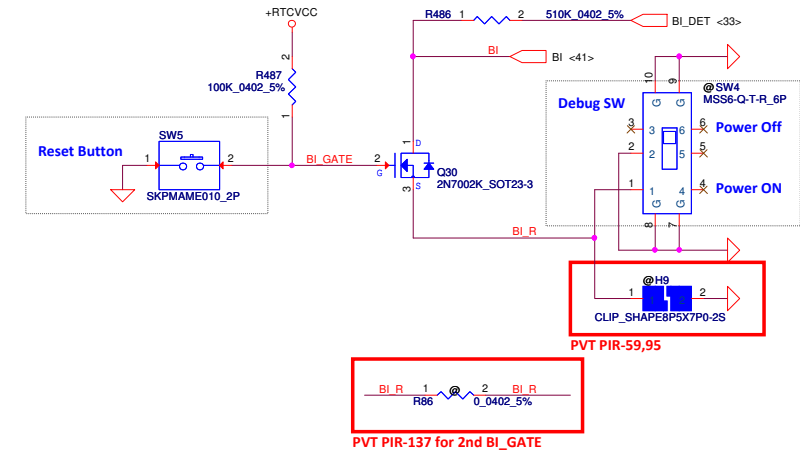 +RTCVCC
R486 1 2 510K_0402_5% BI_DET <33>
BI BI <41>
2
R487
100K_0402_5%
1
10 9
@SW4
MSS6-Q-T-R_6P
G G
Debug SW
3 3 6 6 Power Off
2 2 5 5
1 1 4 4 Power ON
G G
8 7
SW5
Reset Button
1 2
SKPMAME010_2P
BI_GATE 2
G
1 D
Q30
2N7002K_SOT23-3
3 S
BI_R
@H9
1 1 2 2
CLIP_SHAPE8P5X7P0-2S
PVT PIR-59,95
BI_R 1 @ 2 BI_R
R86 0_0402_5%
PVT PIR-137 for 2nd BI_GATE